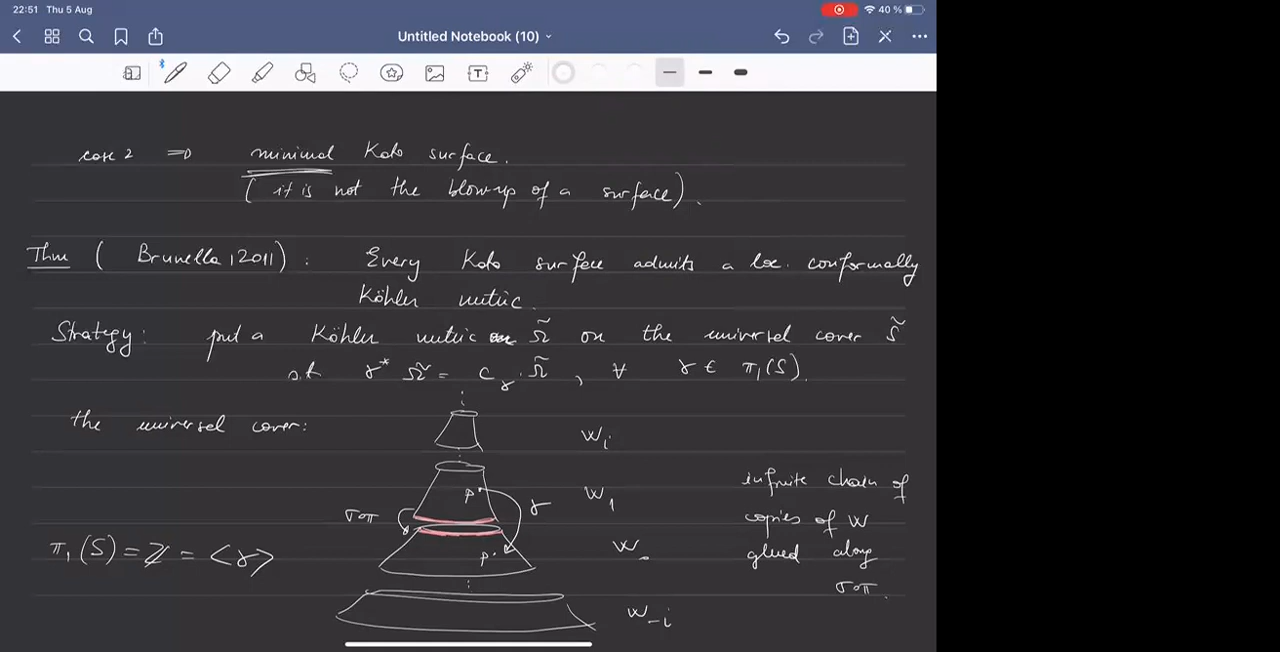 22:51 Thu 5 Aug
40 %
Untitled Notebook (10)
case 2 => minimal Kato surface.
(it is not the blow-up of a surface).
Thm (Brunella, 2011): Every Kato surface admits a loc. conformally
Kähler metric.
Strategy: put a Kähler metric Ω̃ on the universal cover S̃
s.t. γ* Ω̃ = c_γ · Ω̃, ∀ γ ∈ π₁(S).
the universal cover:
W_i
p
γ
W_1
infinite chain of
copies of W
glued along
σ∘π.
σ∘π
π₁(S) = ℤ = <γ>
p
W_0
W_-i